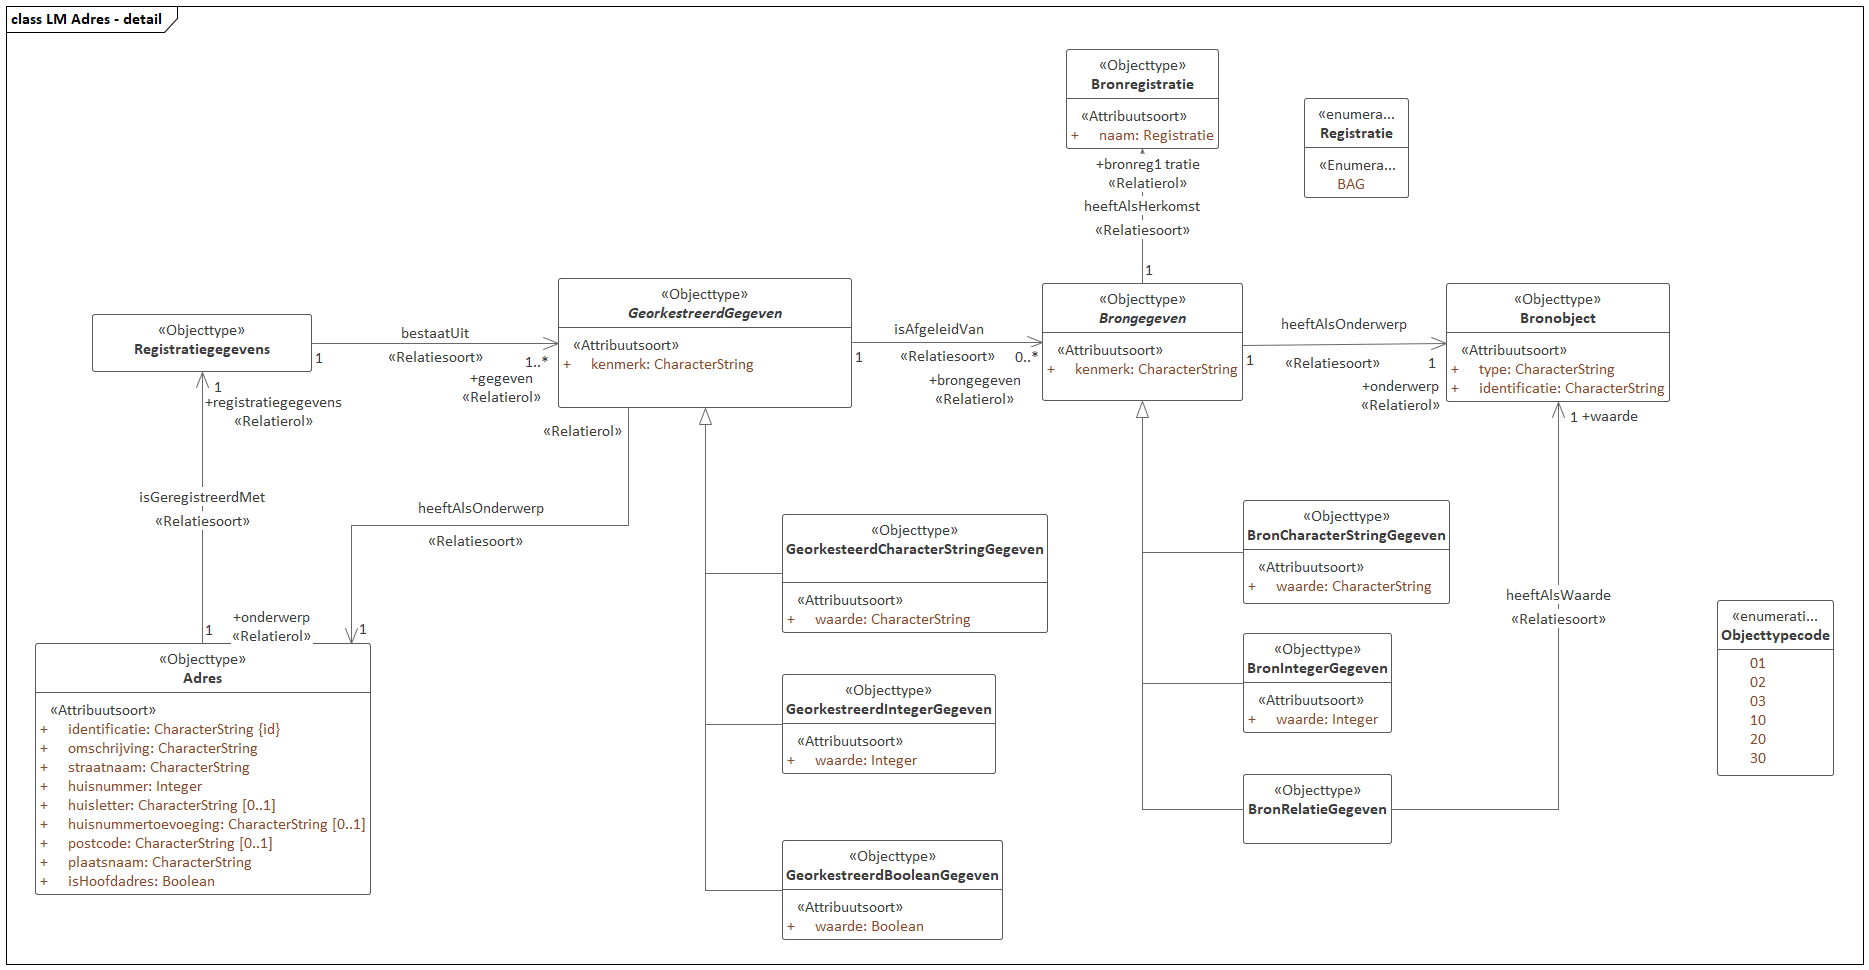 class LM Adres - detail
«Objecttype»
Bronregistratie
«Attribuutsoort»
+ naam: Registratie
«enumera...
Registratie
«Enumera...
BAG
+bronreg1 tratie
«Relatierol»
heeftAlsHerkomst
«Relatiesoort»
1
«Objecttype»
Registratiegegevens
bestaatUit
«Relatiesoort»
1
1..*
+gegeven
«Relatierol»
«Objecttype»
GeorkestreerdGegeven
«Attribuutsoort»
+ kenmerk: CharacterString
isAfgeleidVan
«Relatiesoort»
1
0..*
+brongegeven
«Relatierol»
«Objecttype»
Brongegeven
«Attribuutsoort»
+ kenmerk: CharacterString
heeftAlsOnderwerp
«Relatiesoort»
1
1
+onderwerp
«Relatierol»
«Objecttype»
Bronobject
«Attribuutsoort»
+ type: CharacterString
+ identificatie: CharacterString
1
+registratiegegevens
«Relatierol»
isGeregistreerdMet
«Relatiesoort»
1
«Relatierol»
heeftAlsOnderwerp
«Relatiesoort»
+onderwerp
«Relatierol»
1
1 +waarde
heeftAlsWaarde
«Relatiesoort»
«Objecttype»
Adres
«Attribuutsoort»
+ identificatie: CharacterString {id}
+ omschrijving: CharacterString
+ straatnaam: CharacterString
+ huisnummer: Integer
+ huisletter: CharacterString [0..1]
+ huisnummertoevoeging: CharacterString [0..1]
+ postcode: CharacterString [0..1]
+ plaatsnaam: CharacterString
+ isHoofdadres: Boolean
«Objecttype»
GeorkesteerdCharacterStringGegeven
«Attribuutsoort»
+ waarde: CharacterString
«Objecttype»
GeorkestreerdIntegerGegeven
«Attribuutsoort»
+ waarde: Integer
«Objecttype»
GeorkestreerdBooleanGegeven
«Attribuutsoort»
+ waarde: Boolean
«Objecttype»
BronCharacterStringGegeven
«Attribuutsoort»
+ waarde: CharacterString
«Objecttype»
BronIntegerGegeven
«Attribuutsoort»
+ waarde: Integer
«Objecttype»
BronRelatieGegeven
«enumerati...
Objecttypecode
01
02
03
10
20
30